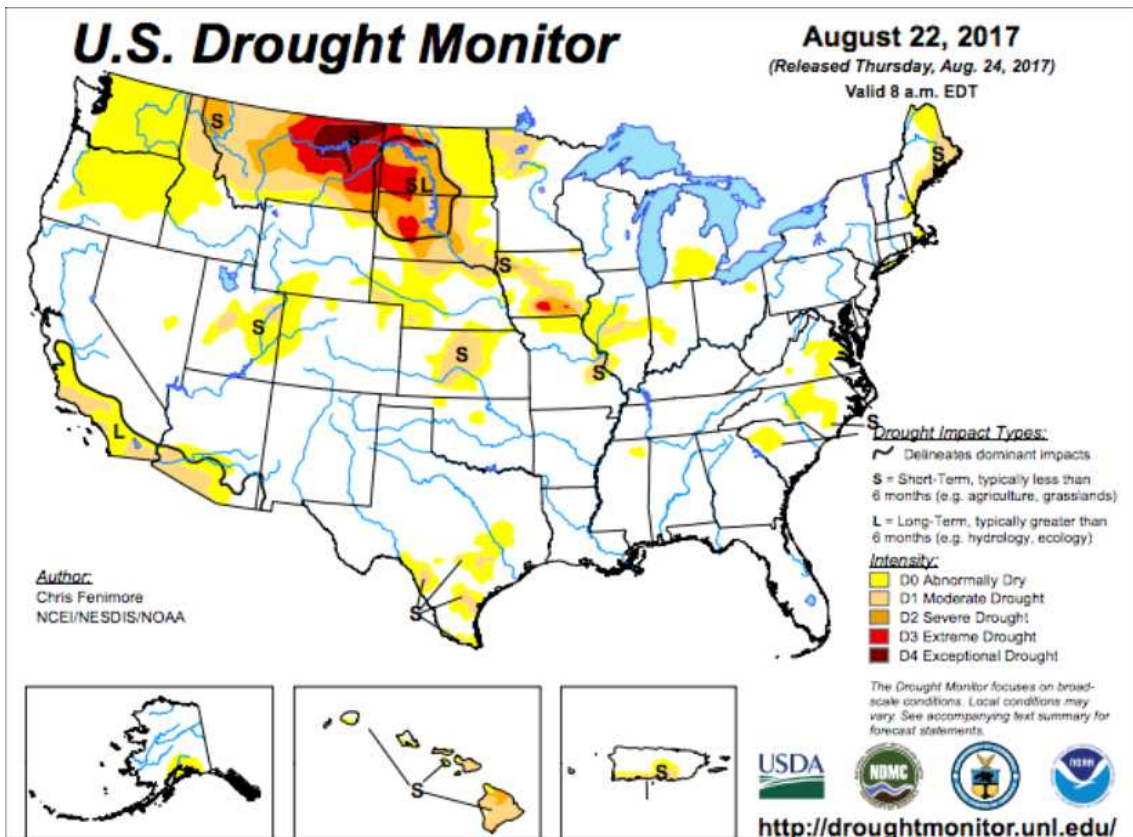 U.S. Drought Monitor
August 22, 2017
(Released Thursday, Aug. 24, 2017)
Valid 8 a.m. EDT
S
S
S L
S
S
S
S
S
L
S
S
Drought Impact Types:
Delineates dominant impacts
S = Short-Term, typically less than
6 months (e.g. agriculture, grasslands)
L = Long-Term, typically greater than
6 months (e.g. hydrology, ecology)
Intensity:
D0 Abnormally Dry
D1 Moderate Drought
D2 Severe Drought
D3 Extreme Drought
D4 Exceptional Drought
Author:
Chris Fenimore
NCEI/NESDIS/NOAA
The Drought Monitor focuses on broad-
scale conditions. Local conditions may
vary. See accompanying text summary for
forecast statements.
S
S
USDA
NDMC
NOAA
http://droughtmonitor.unl.edu/